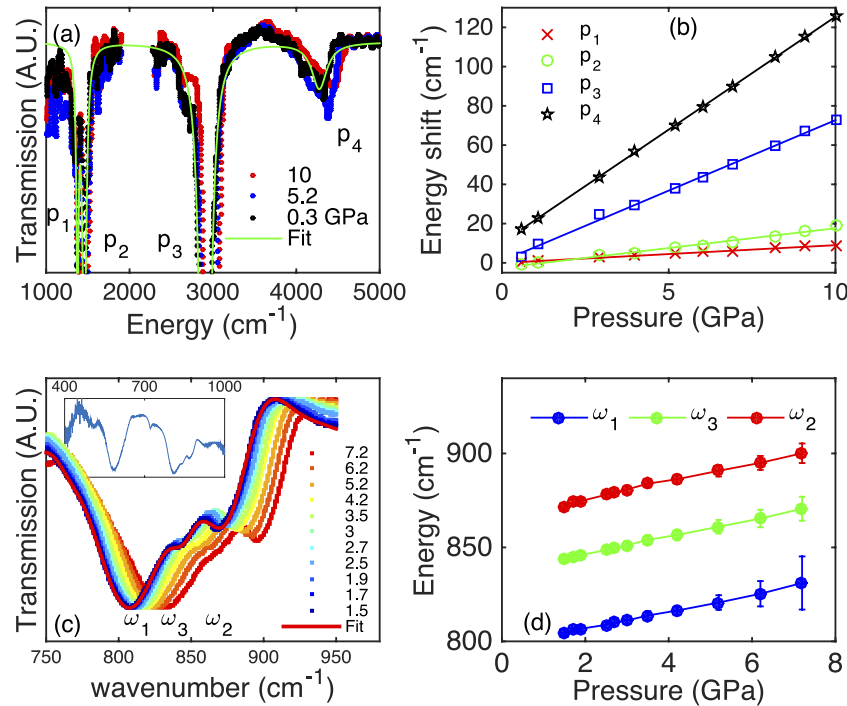 (a)
Transmission (A.U.)
p1
p2
p3
p4
10
5.2
0.3 GPa
Fit
1000 2000 3000 4000 5000
Energy (cm-1)
(b)
Energy shift (cm-1)
120
100
80
60
40
20
0
p1
p2
p3
p4
0 5 10
Pressure (GPa)
400 700 1000
Transmission (A.U.)
7.2
6.2
5.2
4.2
3.5
3
2.7
2.5
1.9
1.7
1.5
Fit
(c)
ω1 ω3 ω2
750 800 850 900 950
wavenumber (cm-1)
ω1 ω3 ω2
Energy (cm-1)
900
850
800
(d)
0 2 4 6 8
Pressure (GPa)